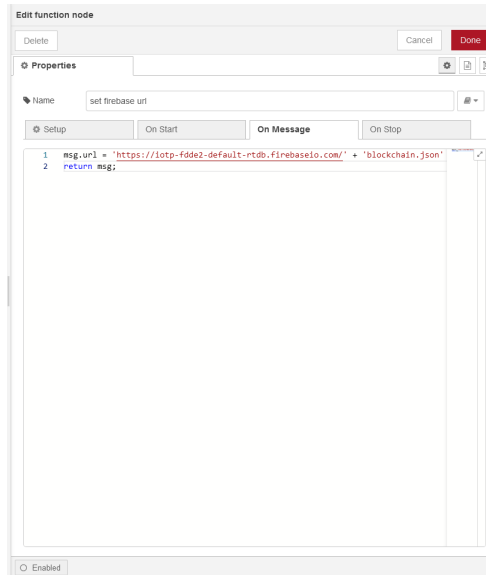 Edit function node
Delete Cancel Done
Properties
Name set firebase url
Setup On Start On Message On Stop
1 msg.url = 'https://iotp-fdde2-default-rtdb.firebaseio.com/' + 'blockchain.json'
2 return msg;
Enabled